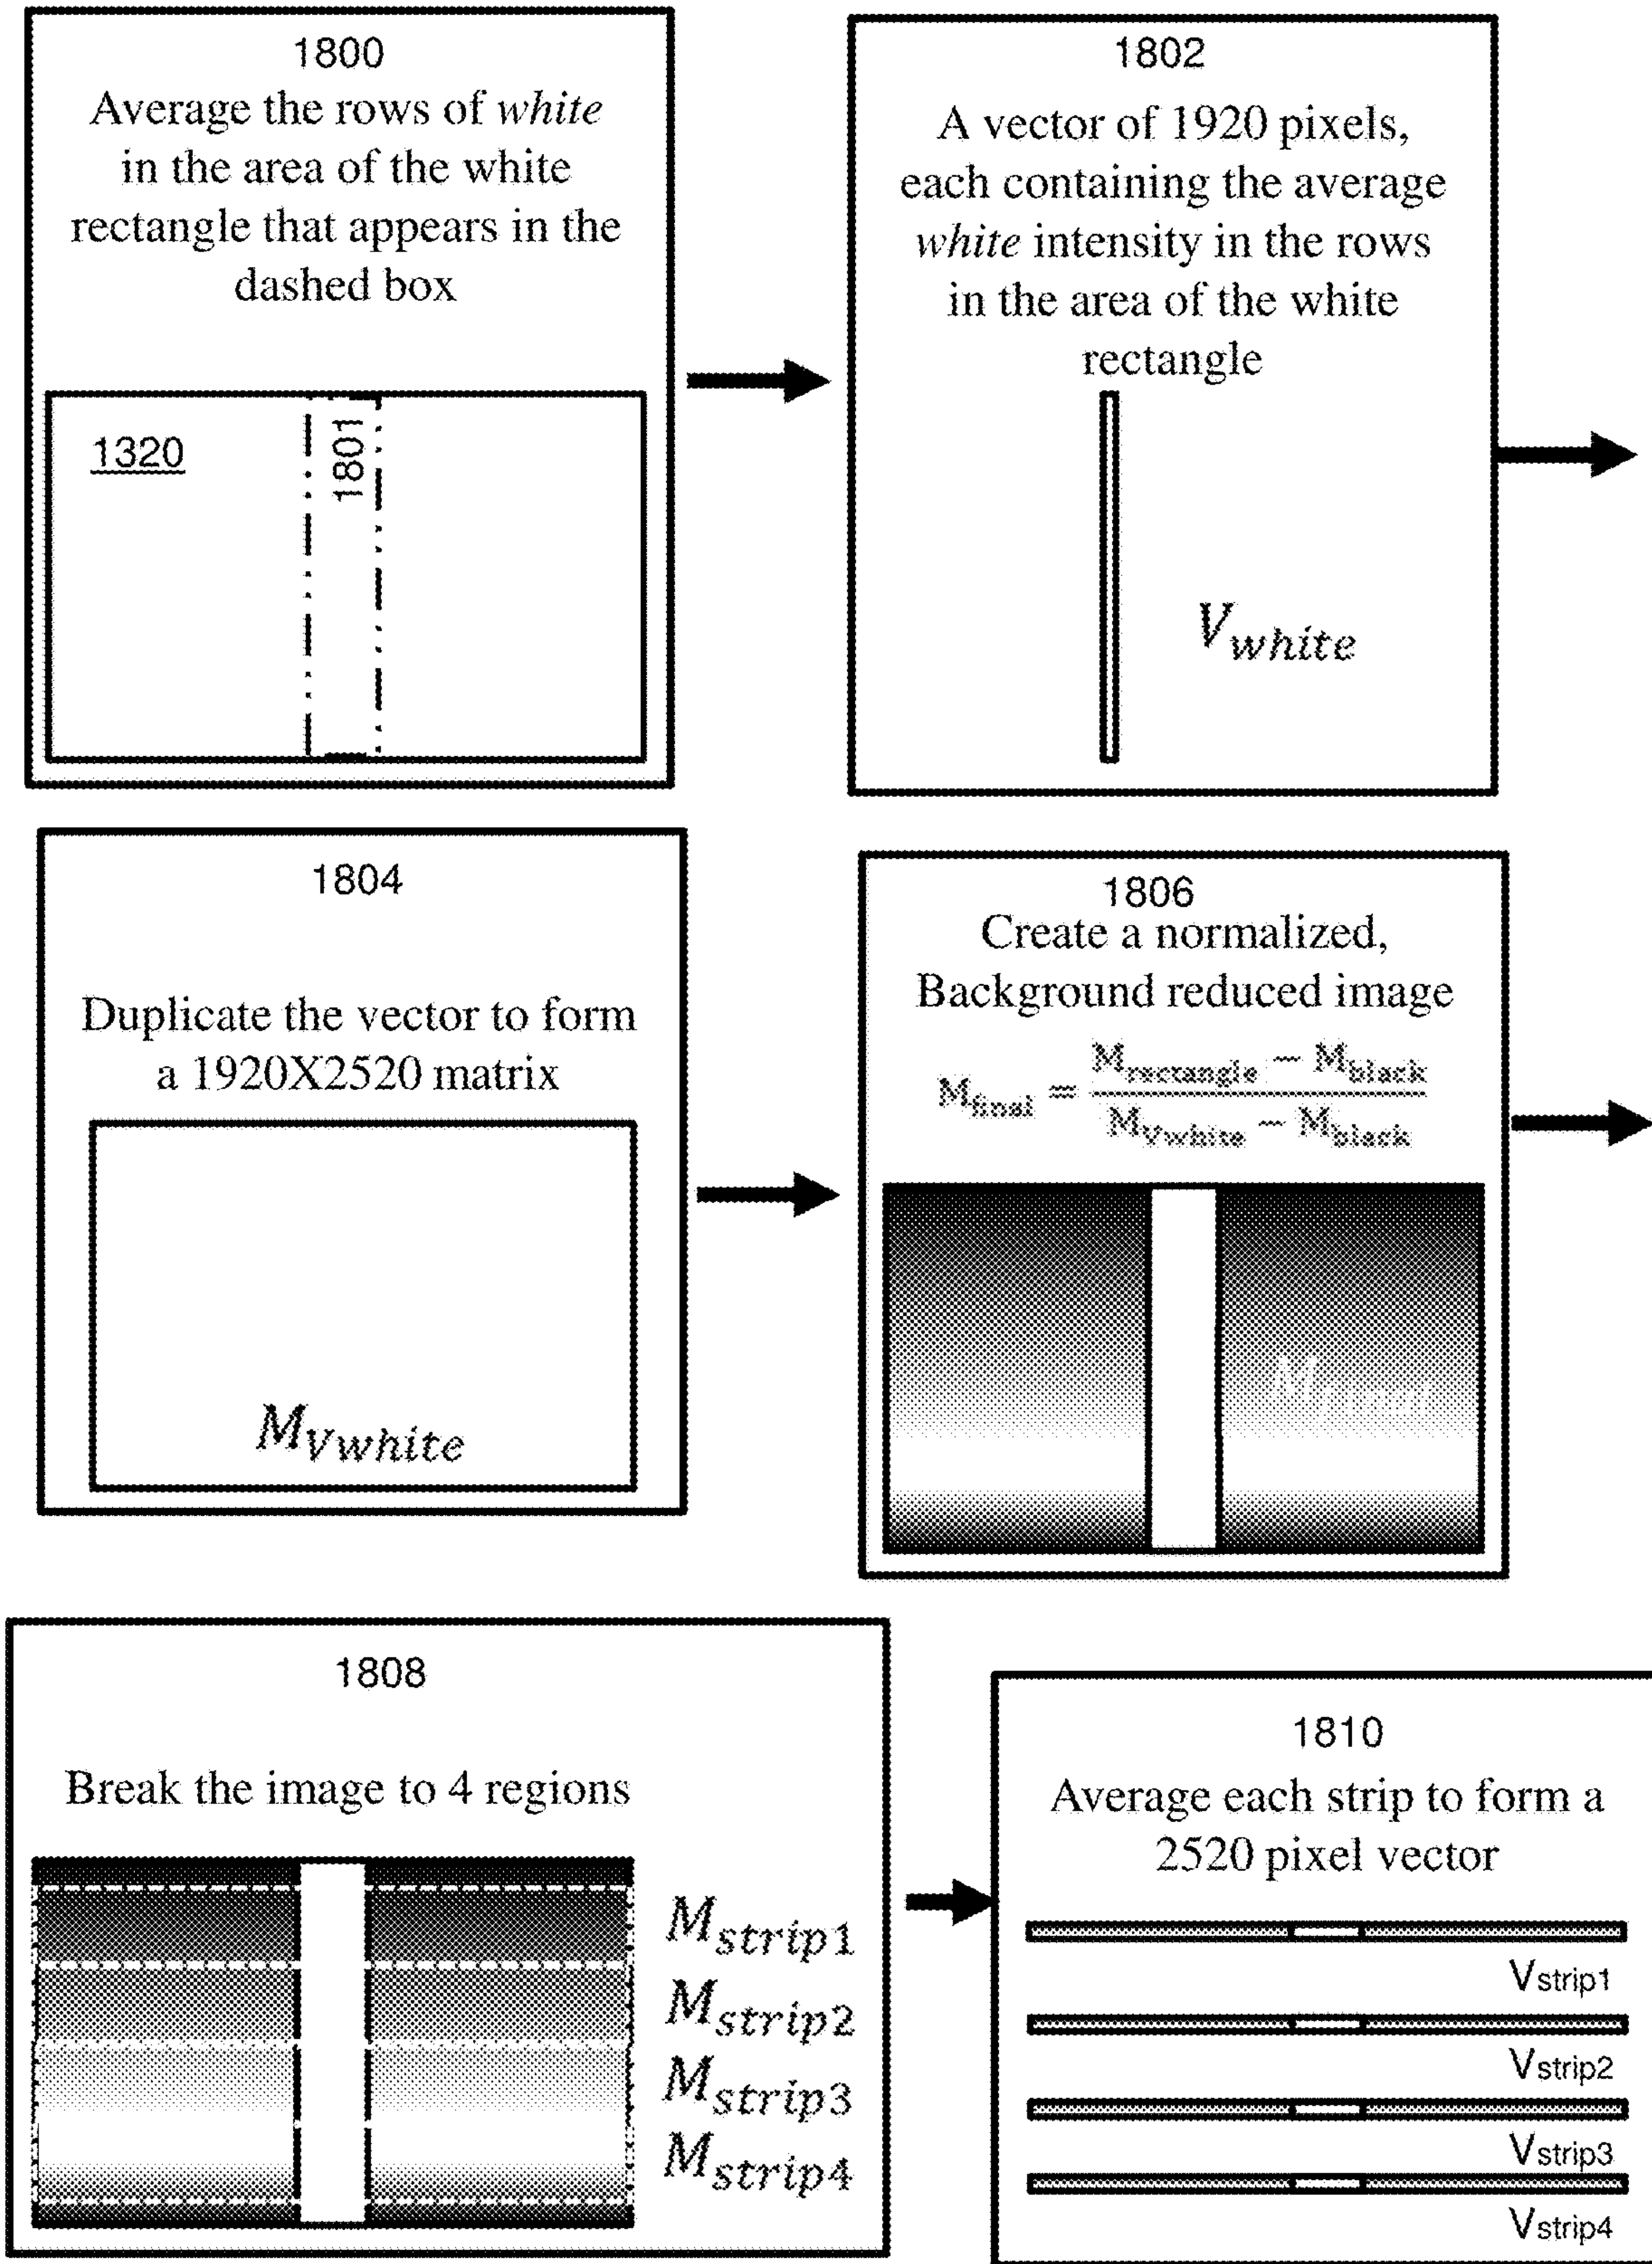 1800
Average the rows of white
in the area of the white
rectangle that appears in the
dashed box
1320
1801
1802
A vector of 1920 pixels,
each containing the average
white intensity in the rows
in the area of the white
rectangle
Vwhite
1804
Duplicate the vector to form
a 1920X2520 matrix
MVwhite
1806
Create a normalized,
Background reduced image
Mfinal = Mrectangle − Mblack
MVwhite − Mblack
Mfinal
1808
Break the image to 4 regions
Mstrip1
Mstrip2
Mstrip3
Mstrip4
1810
Average each strip to form a
2520 pixel vector
Vstrip1
Vstrip2
Vstrip3
Vstrip4